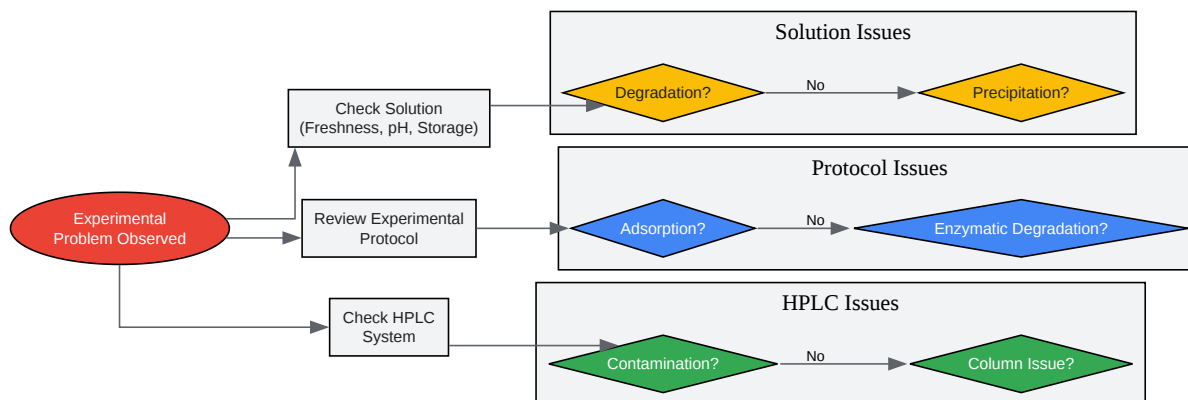 Solution Issues
Degradation?
No
Precipitation?
Check Solution
(Freshness, pH, Storage)
Protocol Issues
Experimental
Problem Observed
Review Experimental
Protocol
Adsorption?
No
Enzymatic Degradation?
HPLC Issues
Check HPLC
System
Contamination?
No
Column Issue?